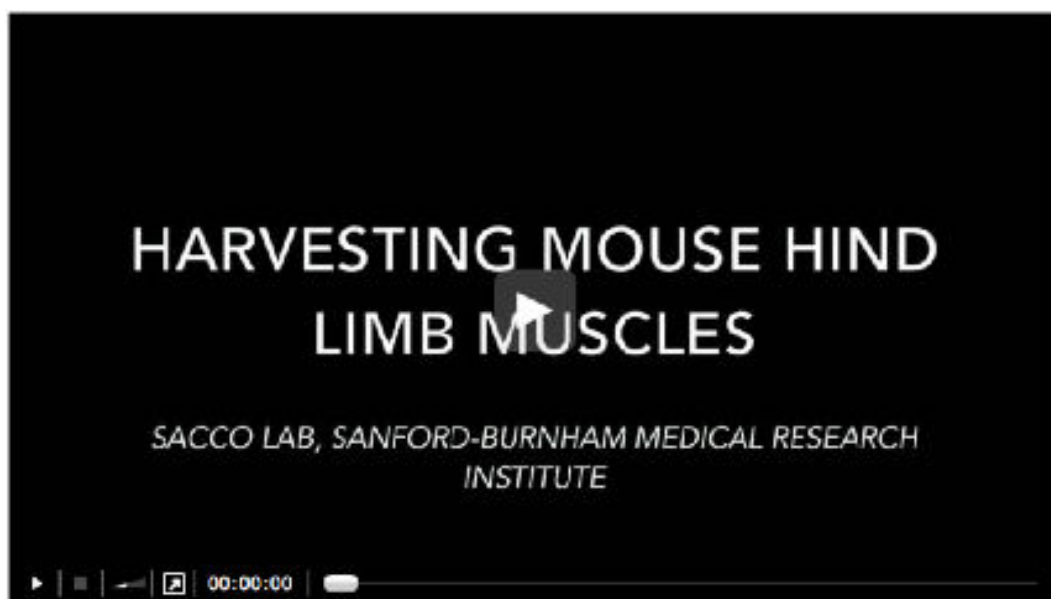 HARVESTING MOUSE HIND
LIMB MUSCLES
SACCO LAB, SANFORD-BURNHAM MEDICAL RESEARCH
INSTITUTE
00:00:00